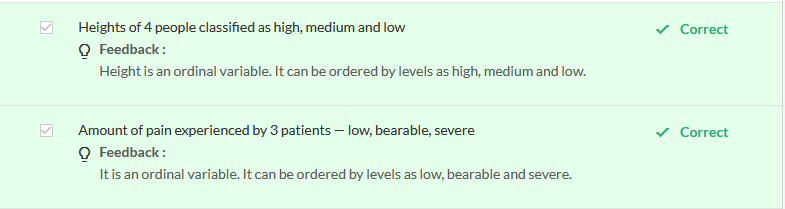 Heights of 4 people classified as high, medium and low
Correct
Feedback :
Height is an ordinal variable. It can be ordered by levels as high, medium and low.
Amount of pain experienced by 3 patients — low, bearable, severe
Correct
Feedback :
It is an ordinal variable. It can be ordered by levels as low, bearable and severe.